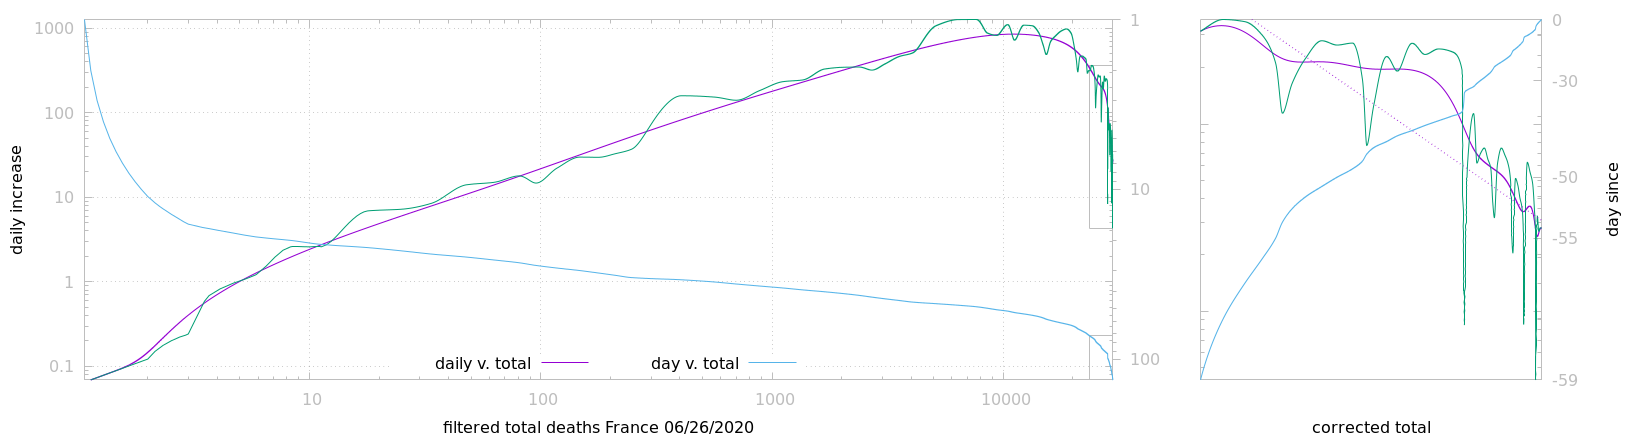 1000
100
10
1
0.1
daily increase
10
100
1000
10000
filtered total deaths France 06/26/2020
daily v. total
day v. total
1
10
100
0
-30
-50
-55
-59
day since
corrected total